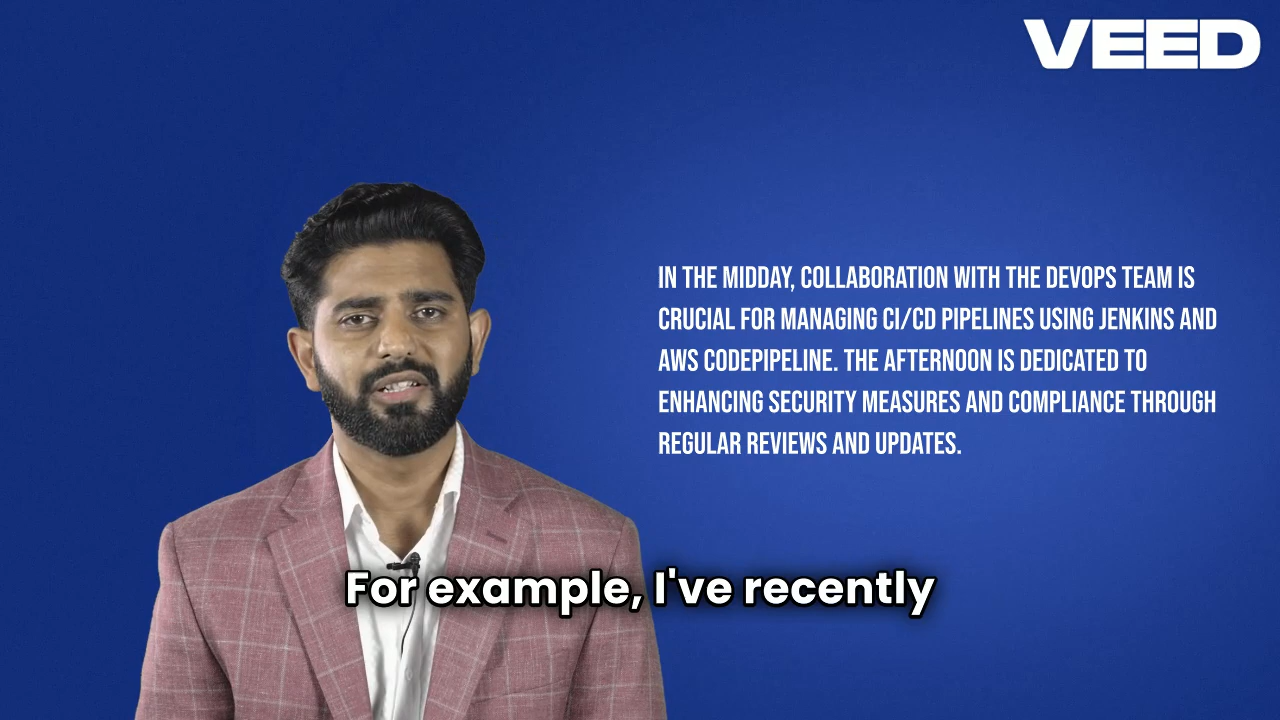 VEED
IN THE MIDDAY, COLLABORATION WITH THE DEVOPS TEAM IS
CRUCIAL FOR MANAGING CI/CD PIPELINES USING JENKINS AND
AWS CODEPIPELINE. THE AFTERNOON IS DEDICATED TO
ENHANCING SECURITY MEASURES AND COMPLIANCE THROUGH
REGULAR REVIEWS AND UPDATES.
For example, I've recently